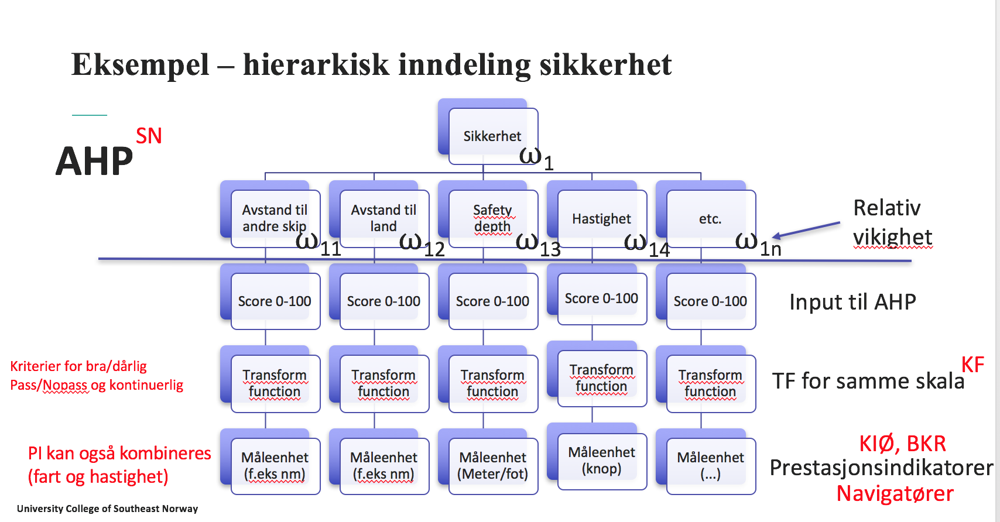 Eksempel – hierarkisk inndeling sikkerhet
AHP SN
Sikkerhet
ω1
Avstand til
andre skip
ω11
Avstand til
land
ω12
Safety
depth
ω13
Hastighet
ω14
etc.
ω1n
Relativ
vikighet
Score 0-100
Score 0-100
Score 0-100
Score 0-100
Score 0-100
Input til AHP
Kriterier for bra/dårlig
Pass/Nopass og kontinuerlig
Transform
function
Transform
function
Transform
function
Transform
function
Transform
function
TF for samme skala KF
PI kan også kombineres
(fart og hastighet)
Måleenhet
(f.eks nm)
Måleenhet
(f.eks nm)
Måleenhet
(Meter/fot)
Måleenhet
(knop)
Måleenhet
(...)
KIØ, BKR
Prestasjonsindikatorer
Navigatører
University College of Southeast Norway